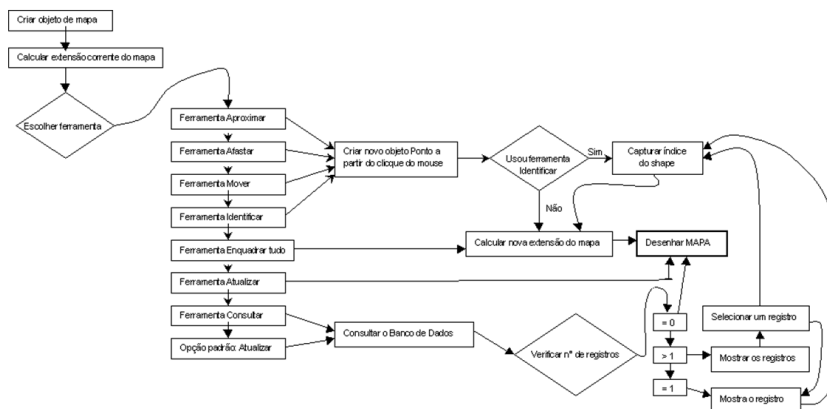 Criar objeto de mapa
Calcular extensão corrente do mapa
Escolher ferramenta
Ferramenta Aproximar
Ferramenta Afastar
Ferramenta Mover
Ferramenta Identificar
Ferramenta Enquadrar tudo
Ferramenta Atualizar
Ferramenta Consultar
Opção padrão: Atualizar
Criar novo objeto Ponto a
partir do clicque do mouse
Usou ferramenta
Identificar
Sim
Não
Capturar índice
do shape
Calcular nova extensão do mapa
Desenhar MAPA
Consultar o Banco de Dados
Verificar nº de registros
= 0
> 1
= 1
Selecionar um registro
Mostrar os registros
Mostra o registro